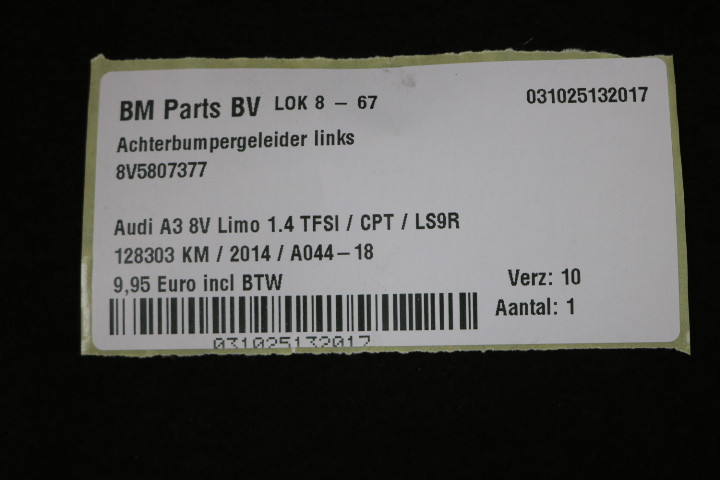 BM Parts BV LOK 8 - 67 031025132017
Achterbumpergeleider links
8V5807377
Audi A3 8V Limo 1.4 TFSI / CPT / LS9R
128303 KM / 2014 / A044-18
9,95 Euro incl BTW Verz: 10
Aantal: 1
031025132017